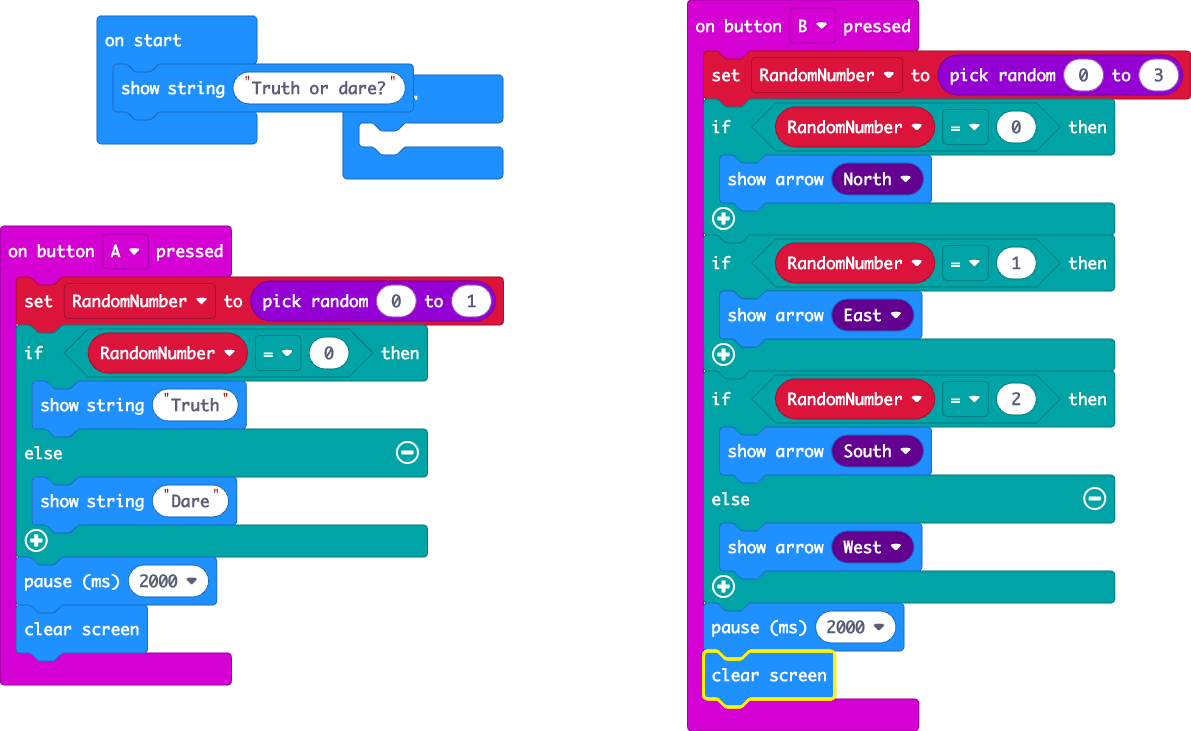 on start
show string "Truth or dare?"
on button A pressed
set RandomNumber to pick random 0 to 1
if RandomNumber = 0 then
show string "Truth"
else
show string "Dare"
pause (ms) 2000
clear screen
on button B pressed
set RandomNumber to pick random 0 to 3
if RandomNumber = 0 then
show arrow North
if RandomNumber = 1 then
show arrow East
if RandomNumber = 2 then
show arrow South
else
show arrow West
pause (ms) 2000
clear screen